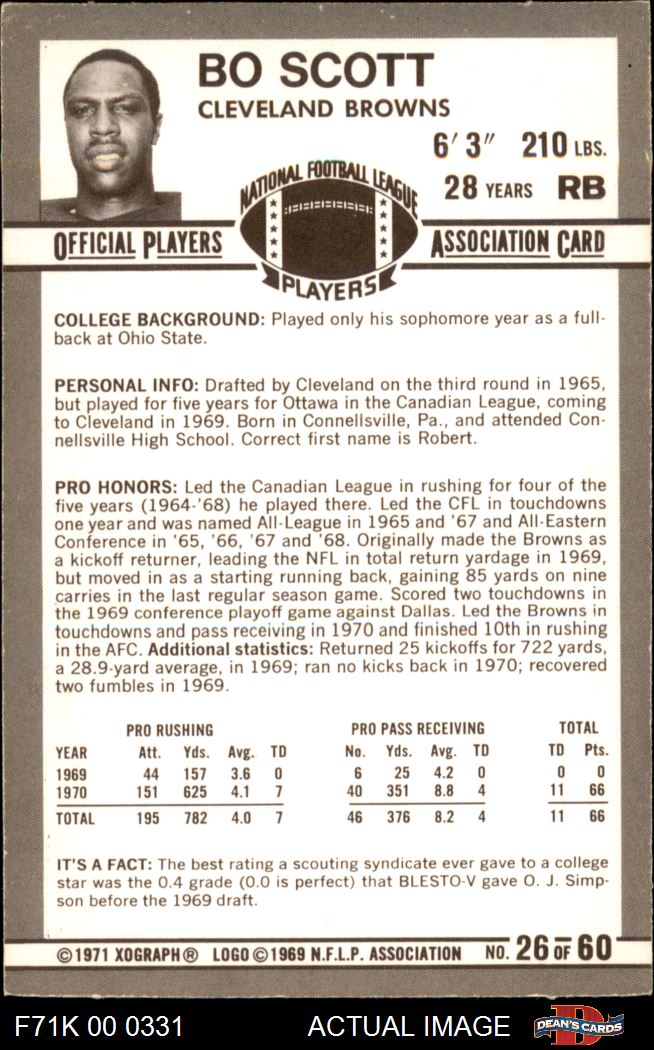 BO SCOTT
CLEVELAND BROWNS
6′ 3″ 210 LBS.
28 YEARS RB
NATIONAL FOOTBALL LEAGUE
OFFICIAL PLAYERS ASSOCIATION CARD
PLAYERS
COLLEGE BACKGROUND: Played only his sophomore year as a full-
back at Ohio State.
PERSONAL INFO: Drafted by Cleveland on the third round in 1965,
but played for five years for Ottawa in the Canadian League, coming
to Cleveland in 1969. Born in Connellsville, Pa., and attended Con-
nellsville High School. Correct first name is Robert.
PRO HONORS: Led the Canadian League in rushing for four of the
five years (1964-'68) he played there. Led the CFL in touchdowns
one year and was named All-League in 1965 and '67 and All-Eastern
Conference in '65, '66, '67 and '68. Originally made the Browns as
a kickoff returner, leading the NFL in total return yardage in 1969,
but moved in as a starting running back, gaining 85 yards on nine
carries in the last regular season game. Scored two touchdowns in
the 1969 conference playoff game against Dallas. Led the Browns in
touchdowns and pass receiving in 1970 and finished 10th in rushing
in the AFC. Additional statistics: Returned 25 kickoffs for 722 yards,
a 28.9-yard average, in 1969; ran no kicks back in 1970; recovered
two fumbles in 1969.
PRO RUSHING PRO PASS RECEIVING TOTAL
YEAR Att. Yds. Avg. TD No. Yds. Avg. TD TD Pts.
1969 44 157 3.6 0 6 25 4.2 0 0 0
1970 151 625 4.1 7 40 351 8.8 4 11 66
TOTAL 195 782 4.0 7 46 376 8.2 4 11 66
IT'S A FACT: The best rating a scouting syndicate ever gave to a college
star was the 0.4 grade (0.0 is perfect) that BLESTO-V gave O. J. Simp-
son before the 1969 draft.
©1971 XOGRAPH® LOGO©1969 N.F.L.P. ASSOCIATION NO. 26 OF 60
F71K 00 0331 ACTUAL IMAGE D DEAN'S CARDS